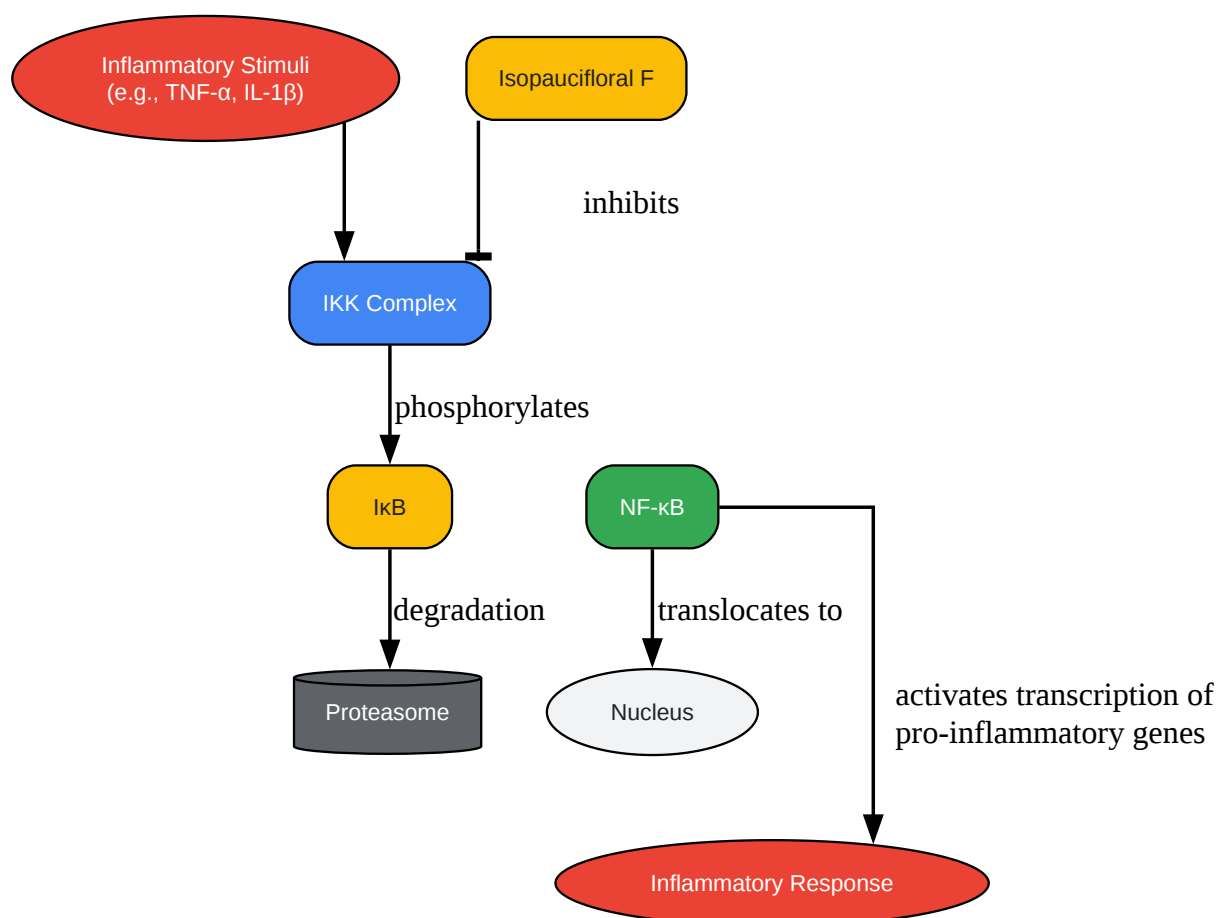 Inflammatory Stimuli
(e.g., TNF-α, IL-1β)
Isopaucifloral F
inhibits
IKK Complex
phosphorylates
IκB
NF-κB
degradation
translocates to
Proteasome
Nucleus
activates transcription of
pro-inflammatory genes
Inflammatory Response